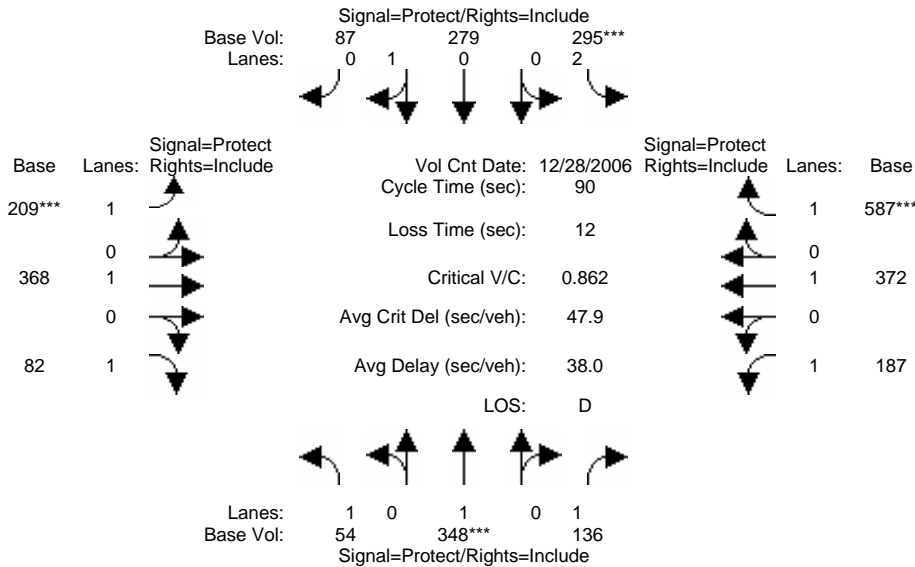 Signal=Protect/Rights=Include
Base Vol: 87 279 295***
Lanes: 0 1 0 0 2
Signal=Protect Signal=Protect
Base Lanes: Rights=Include Vol Cnt Date: 12/28/2006 Rights=Include Lanes: Base
Cycle Time (sec): 90
209*** 1 1 587***
Loss Time (sec): 12
0 0
368 1 Critical V/C: 0.862 1 372
0 Avg Crit Del (sec/veh): 47.9 0
82 1 Avg Delay (sec/veh): 38.0 1 187
LOS: D
Lanes: 1 0 1 0 1
Base Vol: 54 348*** 136
Signal=Protect/Rights=Include